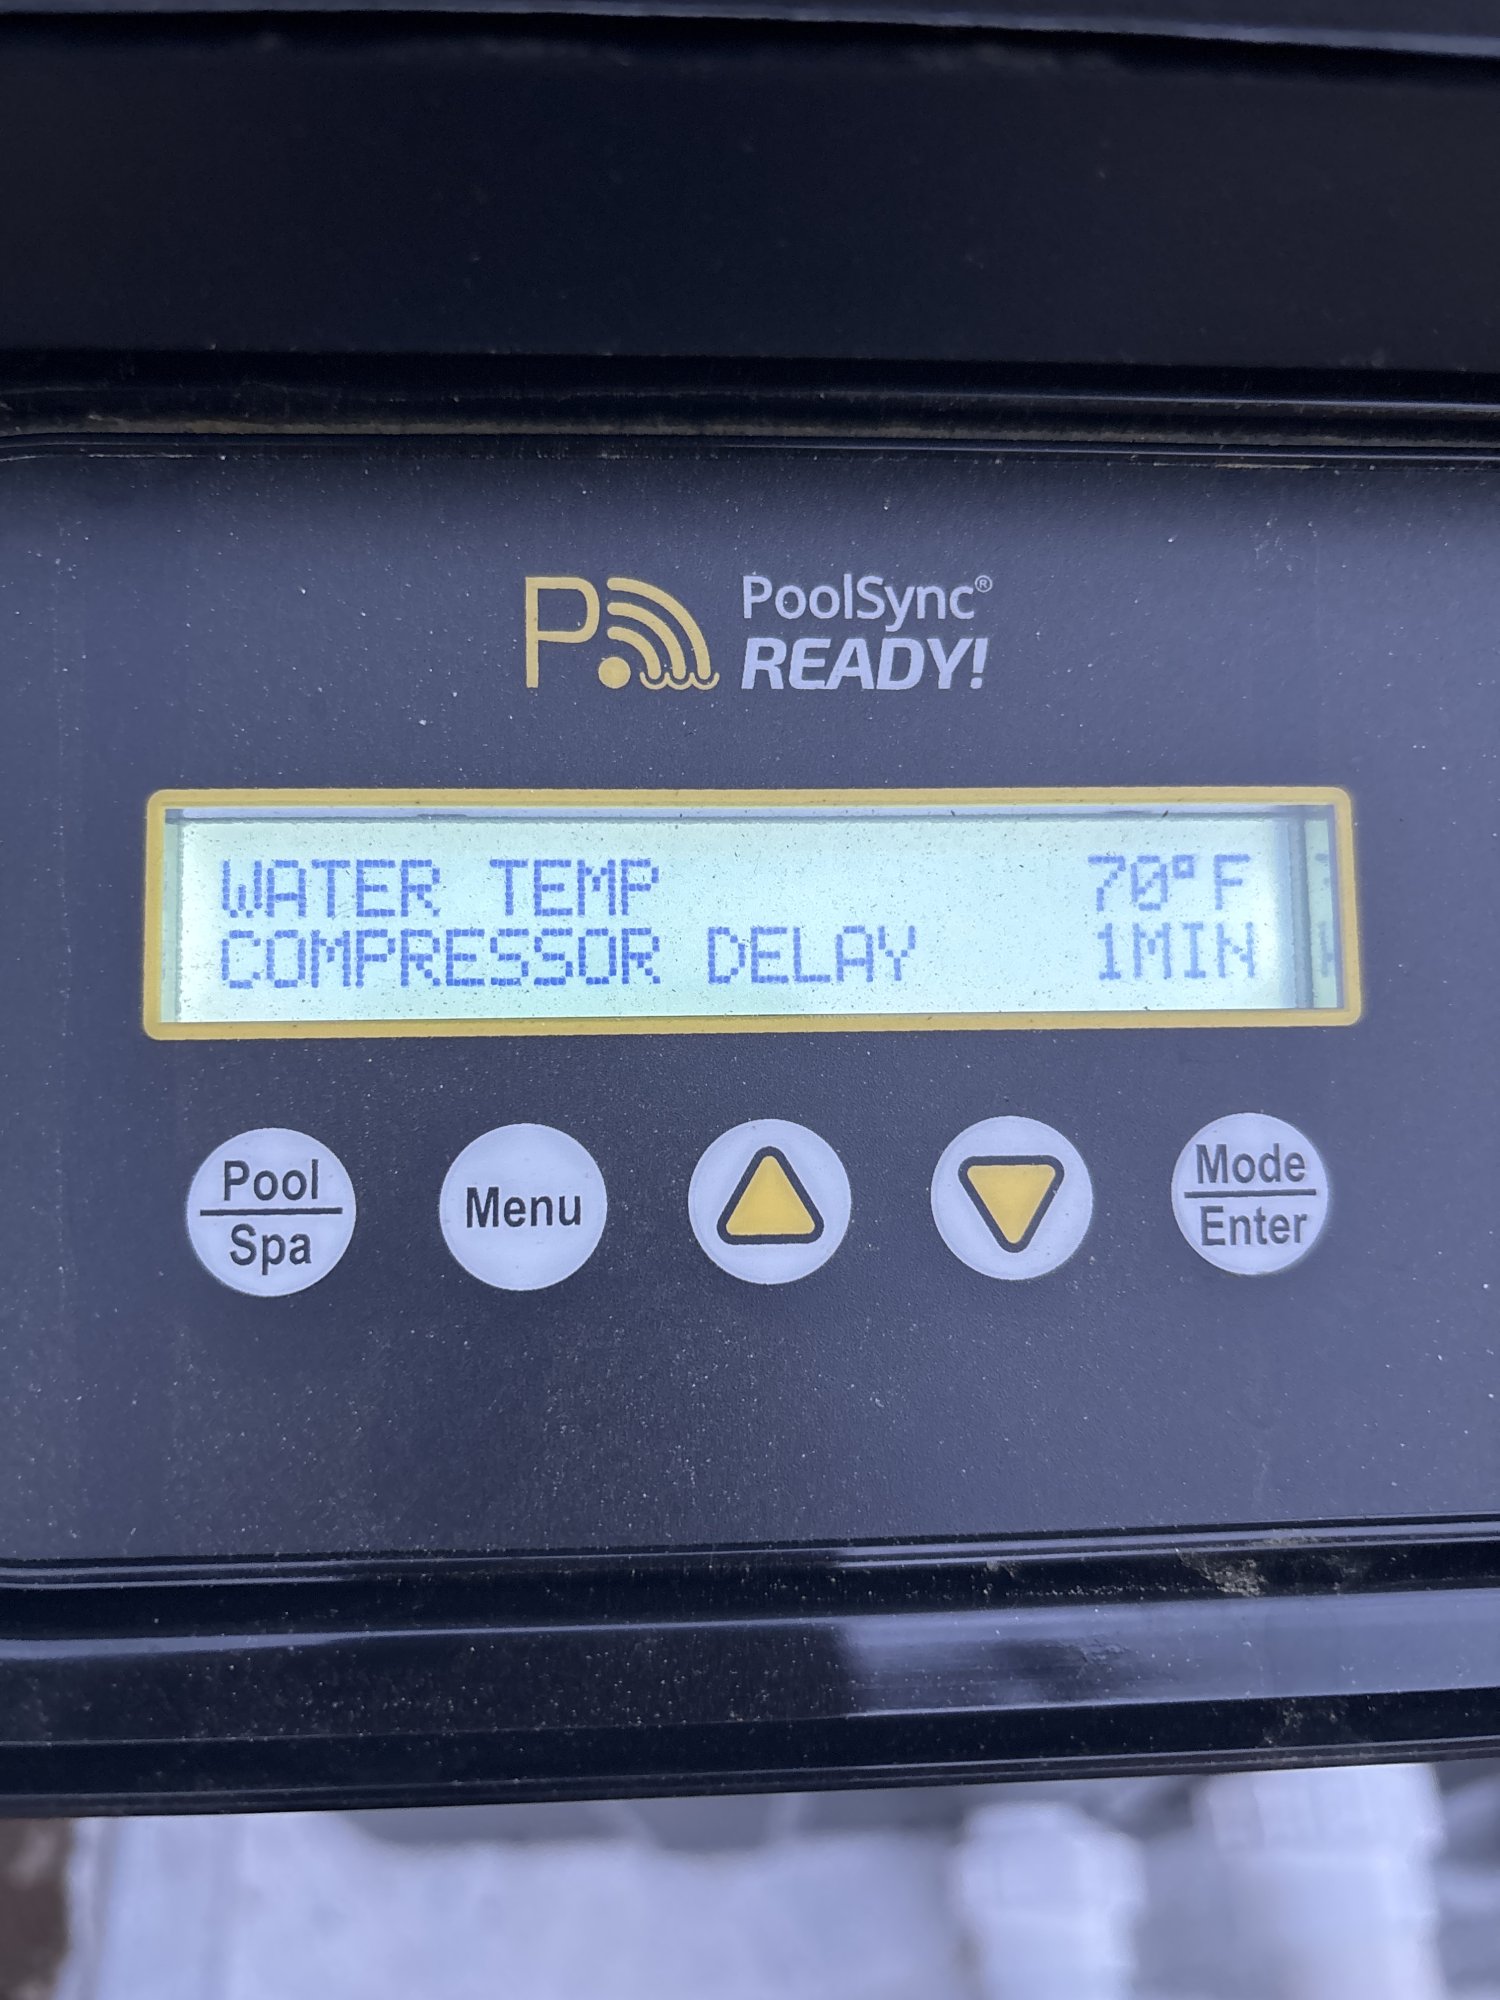 PoolSync®
READY!
WATER TEMP 70°F
COMPRESSOR DELAY 1MIN
Pool
Spa
Menu
Mode
Enter